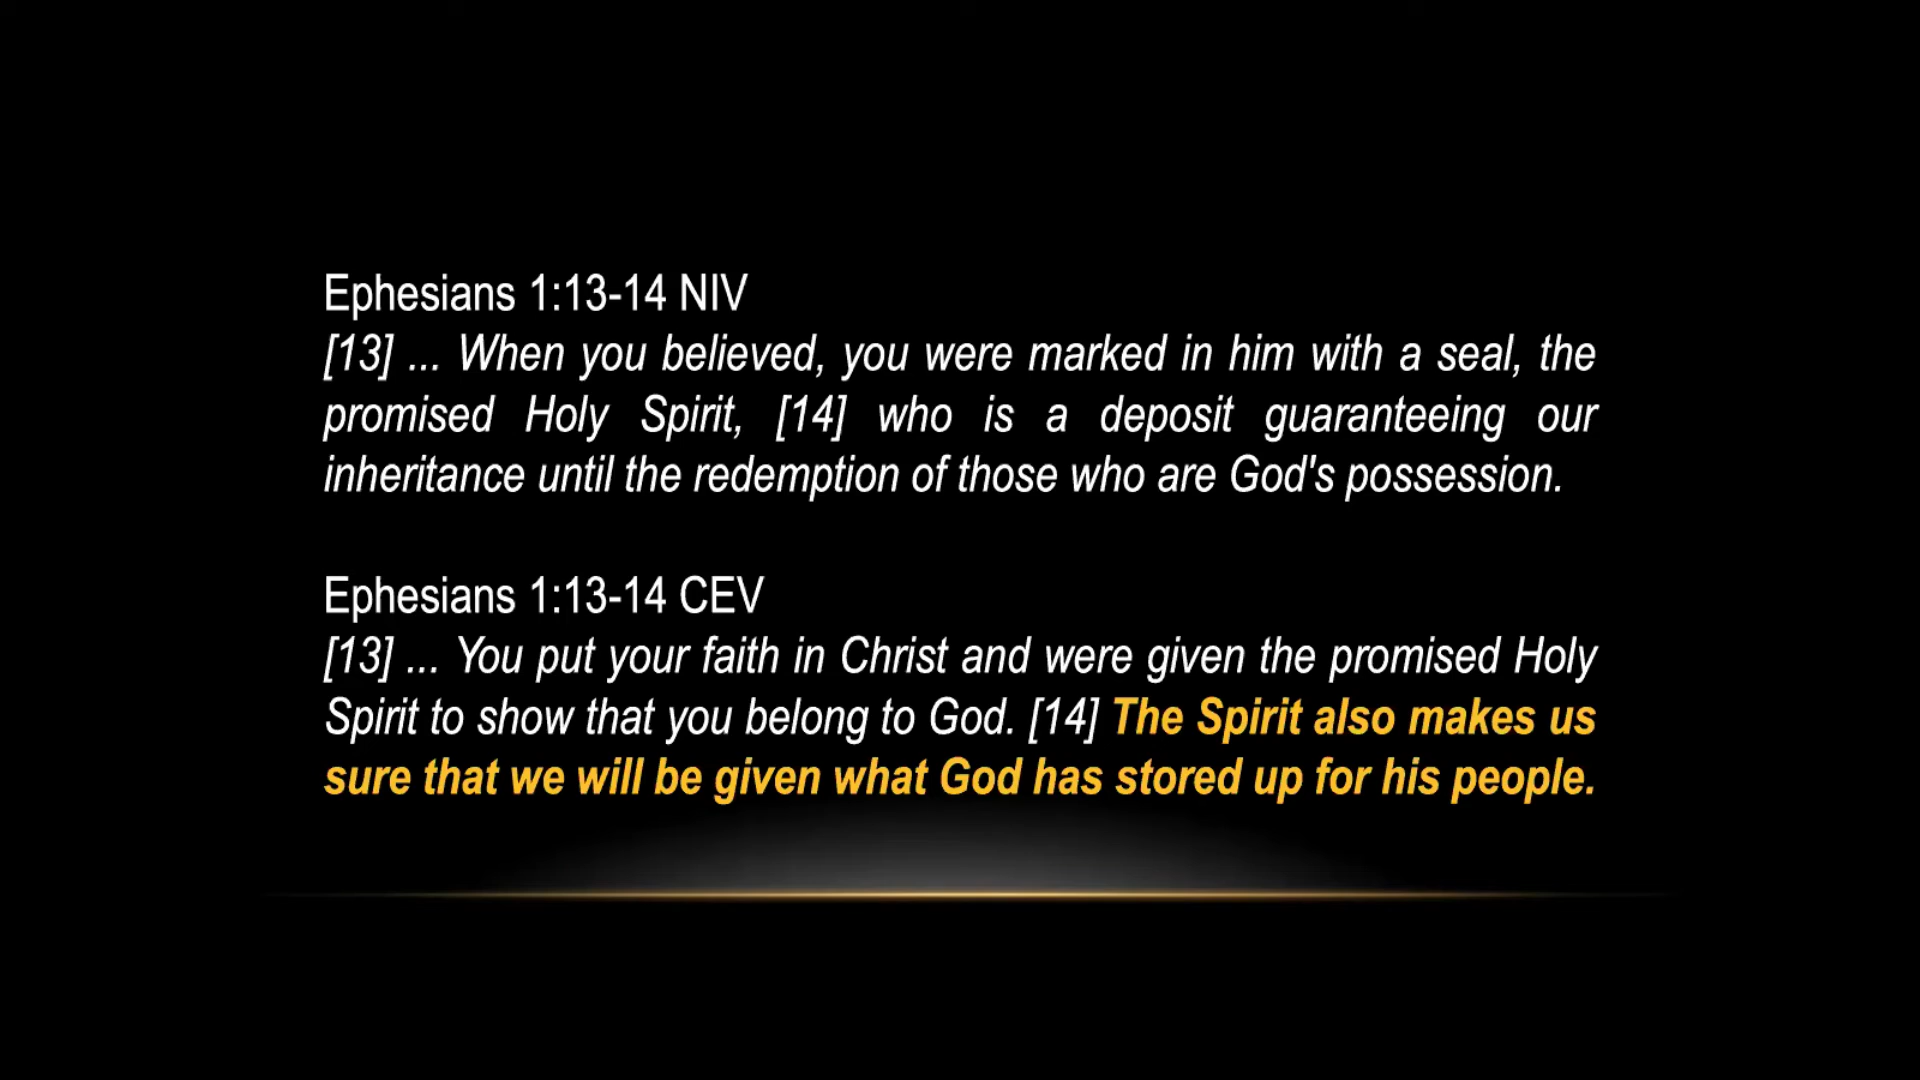 Ephesians 1:13-14 NIV
[13] ... When you believed, you were marked in him with a seal, the
promised Holy Spirit, [14] who is a deposit guaranteeing our
inheritance until the redemption of those who are God's possession.
Ephesians 1:13-14 CEV
[13] ... You put your faith in Christ and were given the promised Holy
Spirit to show that you belong to God. [14] The Spirit also makes us
sure that we will be given what God has stored up for his people.